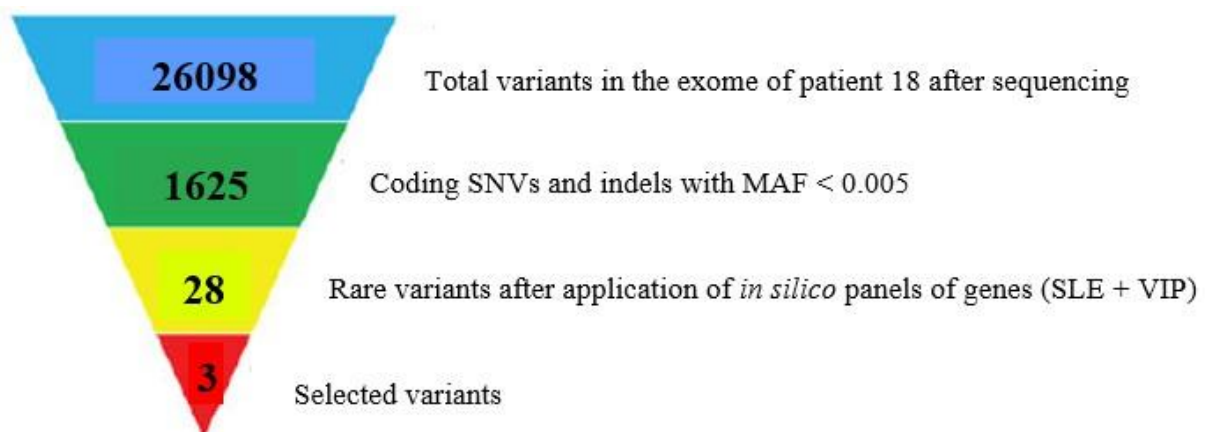 26098 Total variants in the exome of patient 18 after sequencing
1625 Coding SNVs and indels with MAF < 0.005
28 Rare variants after application of in silico panels of genes (SLE + VIP)
3 Selected variants